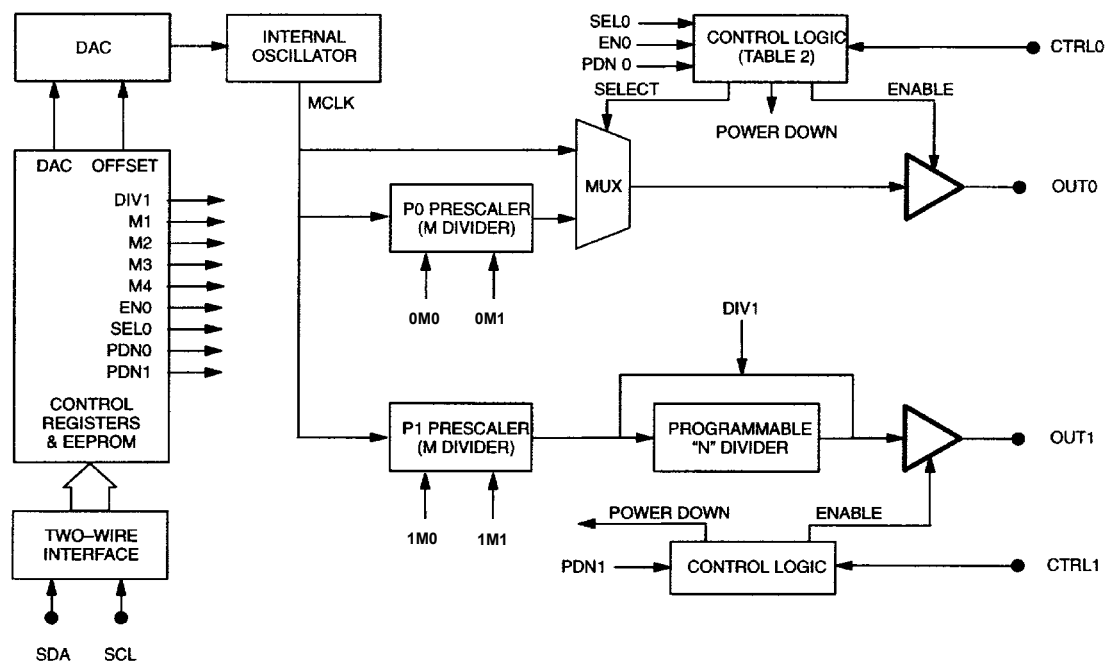 DAC
INTERNAL
OSCILLATOR
MCLK
SEL0
EN0
PDN 0
CONTROL LOGIC
(TABLE 2)
CTRL0
SELECT
ENABLE
POWER DOWN
MUX
OUT0
P0 PRESCALER
(M DIVIDER)
0M0
0M1
DAC
OFFSET
DIV1
M1
M2
M3
M4
EN0
SEL0
PDN0
PDN1
CONTROL
REGISTERS
& EEPROM
TWO–WIRE
INTERFACE
SDA
SCL
DIV1
P1 PRESCALER
(M DIVIDER)
1M0
1M1
PROGRAMMABLE
“N” DIVIDER
OUT1
POWER DOWN
ENABLE
PDN1
CONTROL LOGIC
CTRL1